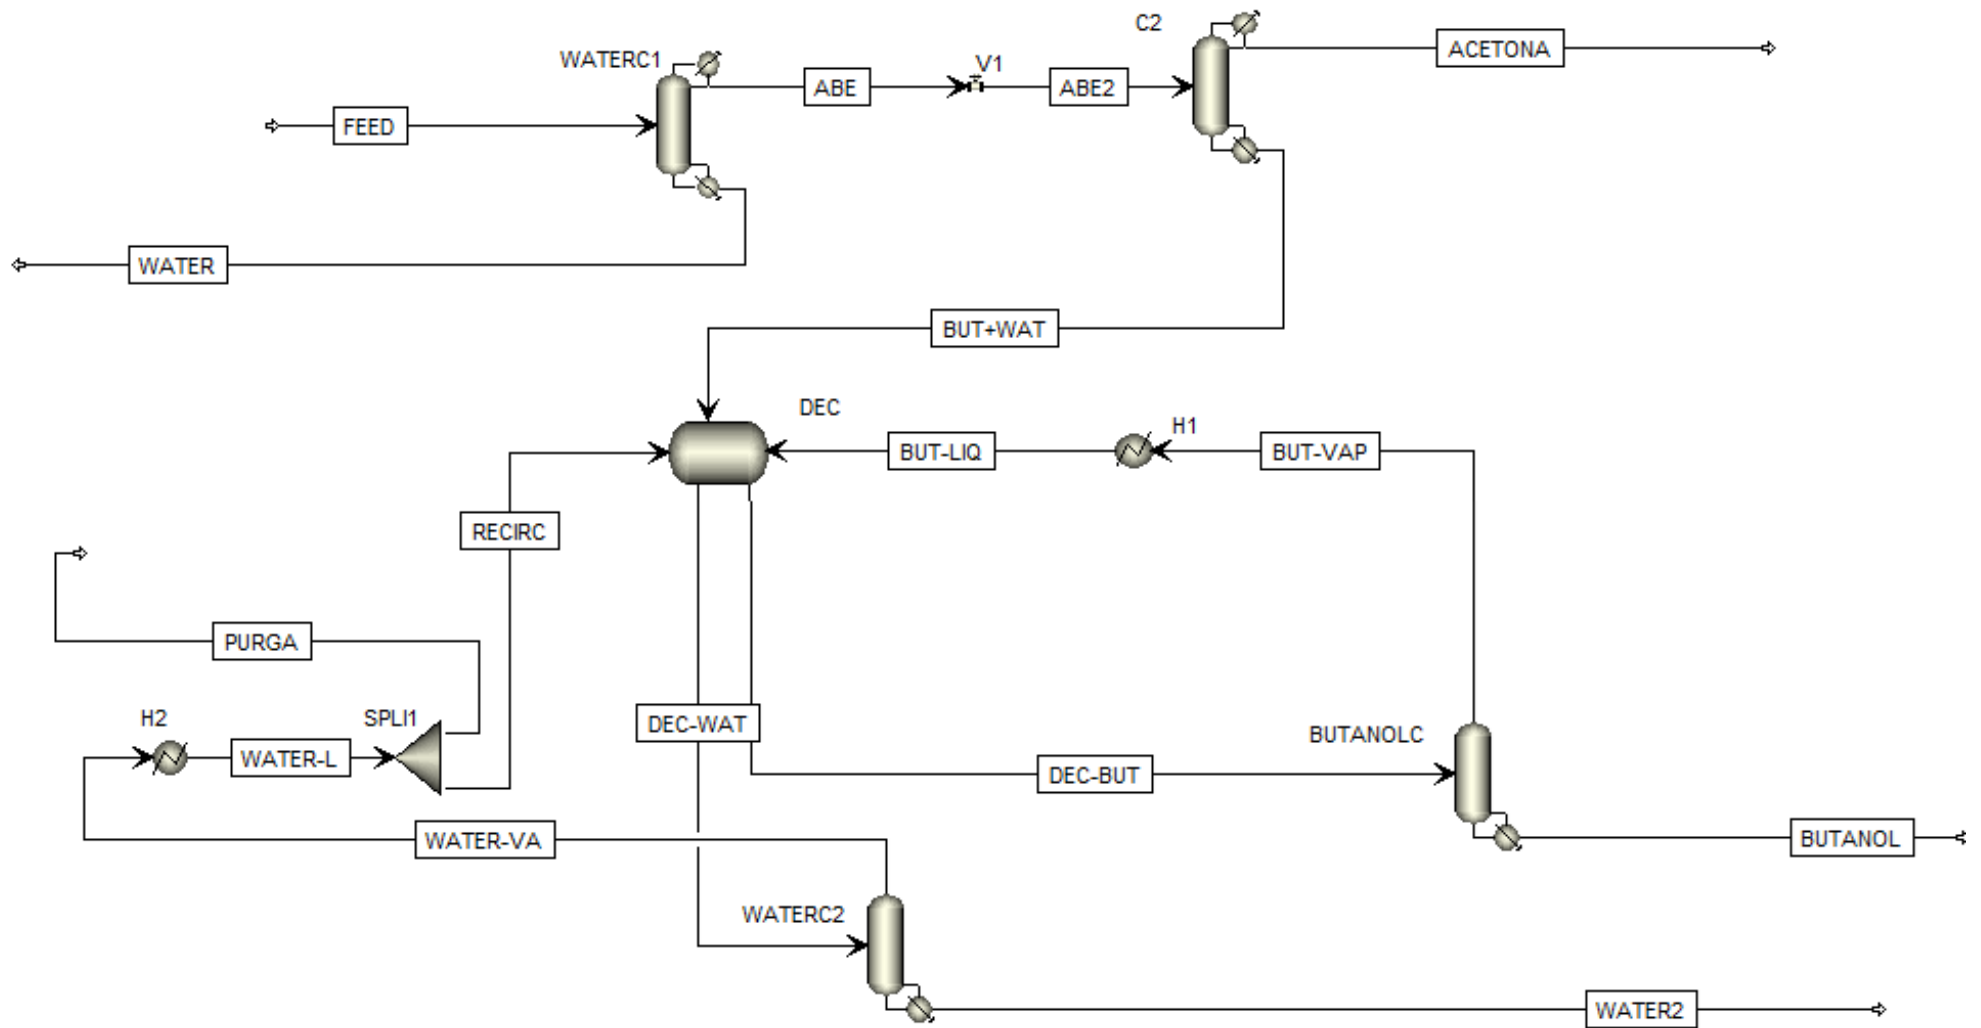 C2
ACETONA
WATERC1
V1
ABE
ABE2
FEED
WATER
BUT+WAT
DEC
H1
BUT-LIQ
BUT-VAP
RECIRC
PURGA
H2
SPLI1
DEC-WAT
WATER-L
BUTANOLC
DEC-BUT
WATER-VA
BUTANOL
WATERC2
WATER2